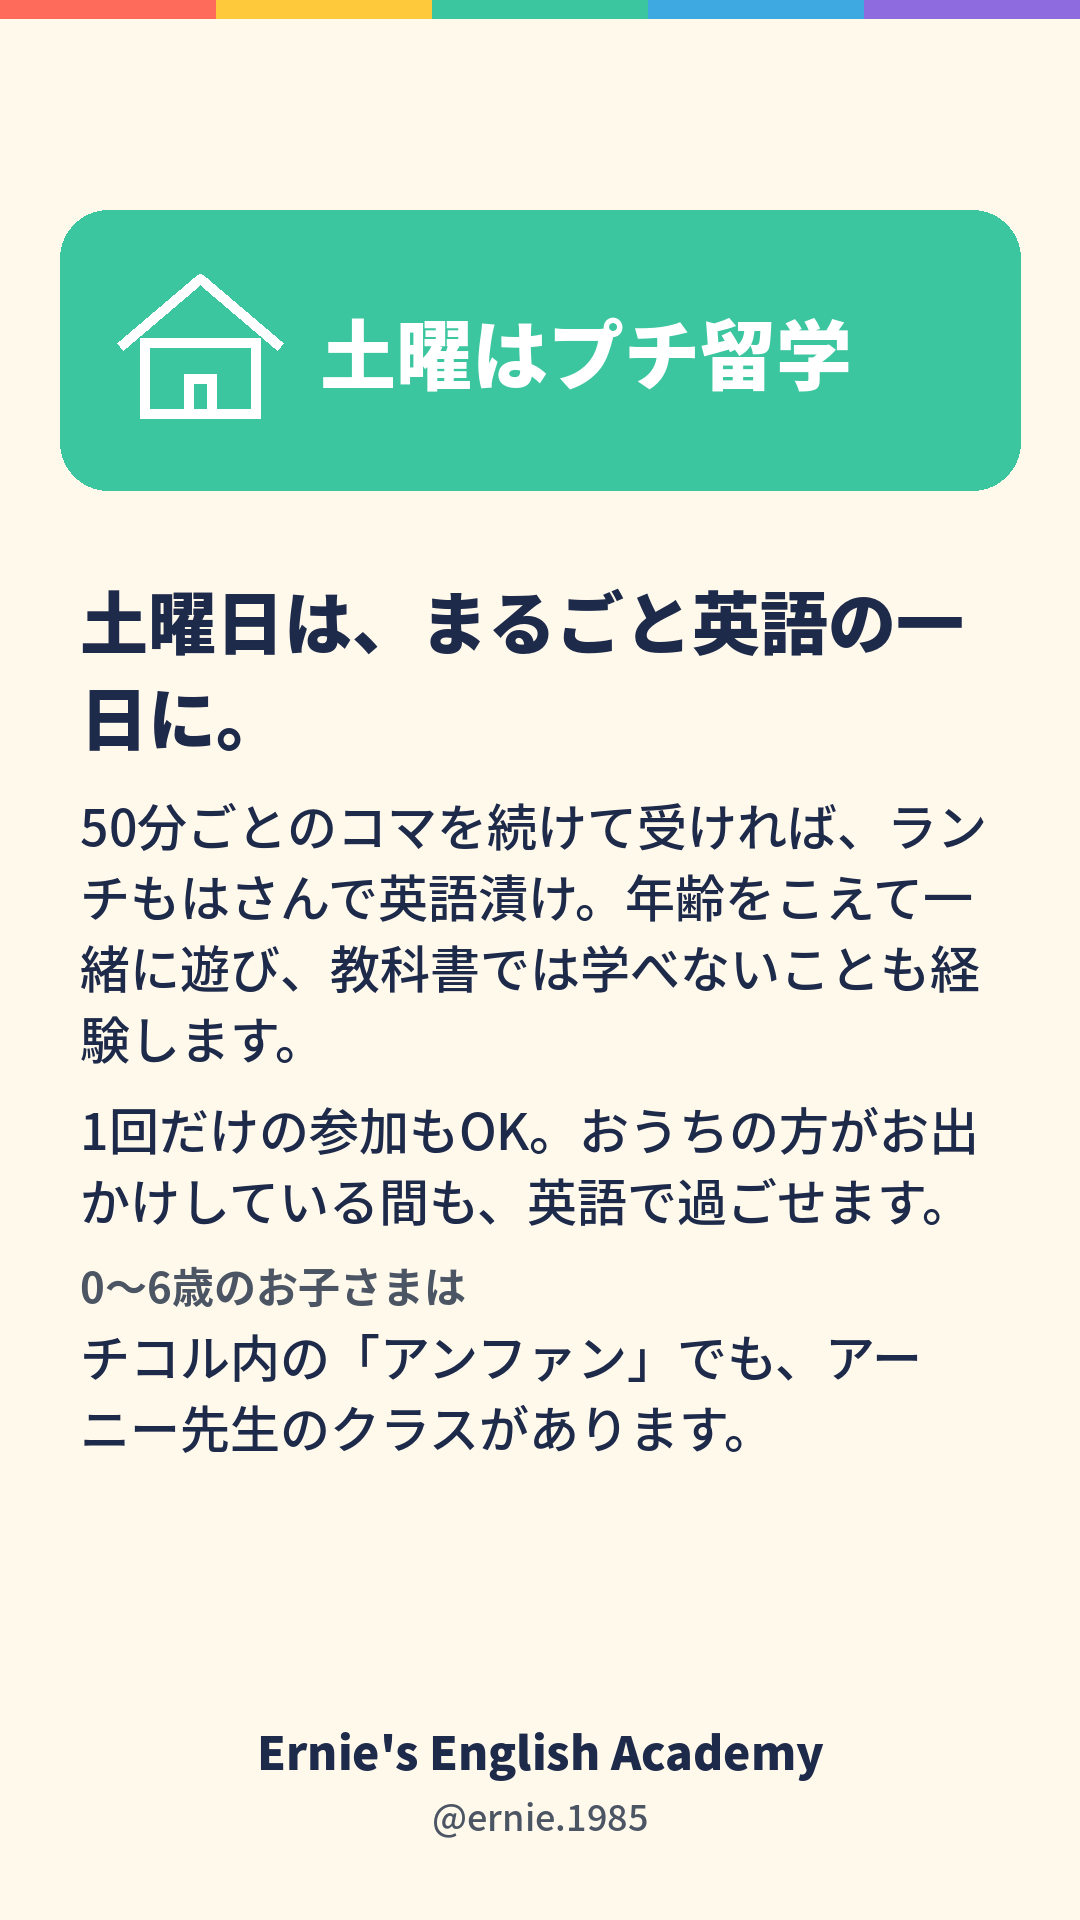 土曜はプチ留学
土曜日は、まるごと英語の一
日に。
50分ごとのコマを続けて受ければ、ラン
チもはさんで英語漬け。年齢をこえて一
緒に遊び、教科書では学べないことも経
験します。
1回だけの参加もOK。おうちの方がお出
かけしている間も、英語で過ごせます。
0〜6歳のお子さまは
チコル内の「アンファン」でも、アー
ニー先生のクラスがあります。
Ernie's English Academy
@ernie.1985